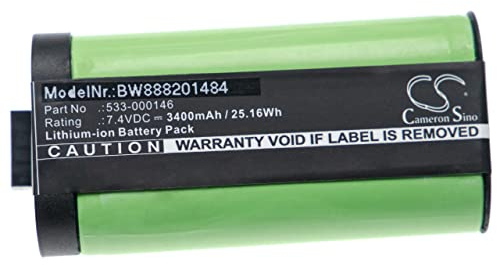 ModelNr.:BW888201484
Part No :533-000146
Rating :7.4VDC ⎓ 3400mAh / 25.16Wh
Lithium-ion Battery Pack
CS
Cameron Sino
WARRANTY VOID IF LABEL IS REMOVED
CAUTION